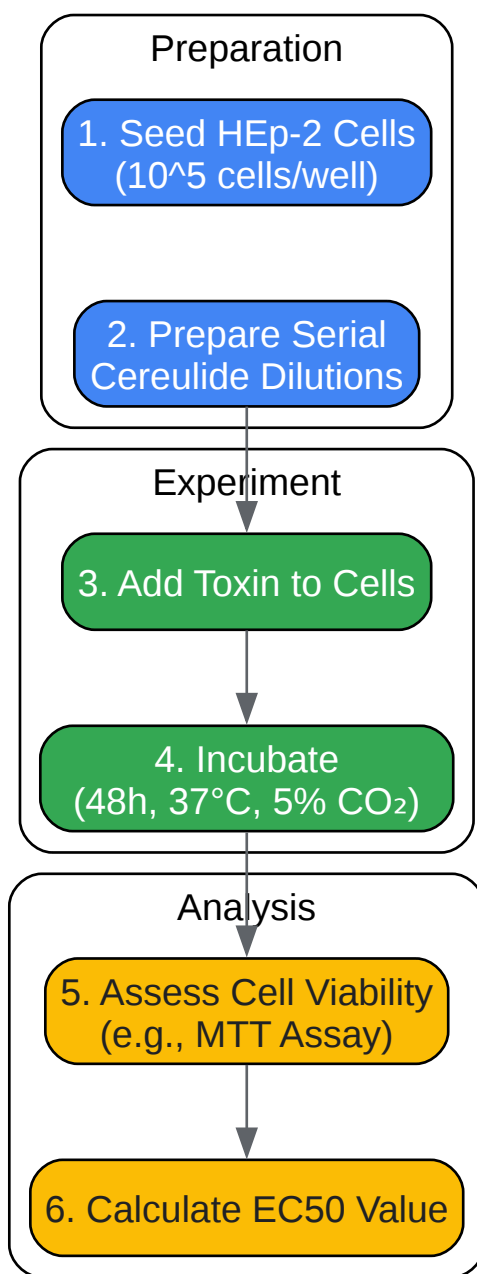 Preparation
1. Seed HEp-2 Cells
(10^5 cells/well)
2. Prepare Serial
Cereulide Dilutions
Experiment
3. Add Toxin to Cells
4. Incubate
(48h, 37°C, 5% CO₂)
Analysis
5. Assess Cell Viability
(e.g., MTT Assay)
6. Calculate EC50 Value